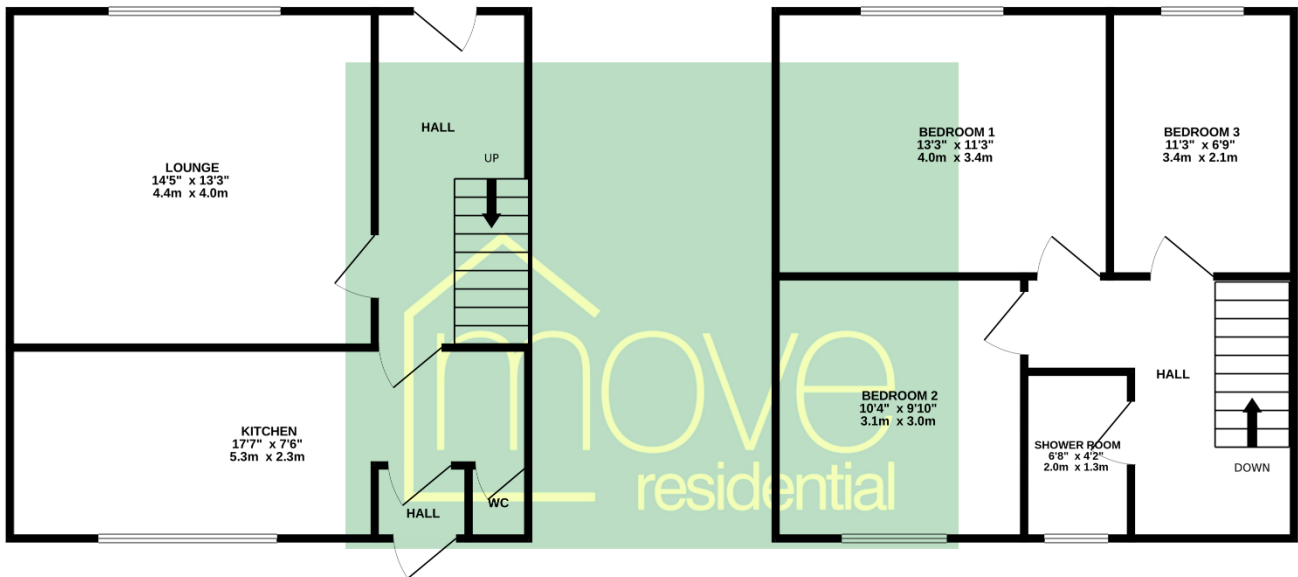 LOUNGE
14'5" x 13'3"
4.4m x 4.0m
HALL
UP
KITCHEN
17'7" x 7'6"
5.3m x 2.3m
HALL
WC
move
residential
BEDROOM 1
13'3" x 11'3"
4.0m x 3.4m
BEDROOM 3
11'3" x 6'9"
3.4m x 2.1m
BEDROOM 2
10'4" x 9'10"
3.1m x 3.0m
HALL
SHOWER ROOM
6'8" x 4'2"
2.0m x 1.3m
DOWN